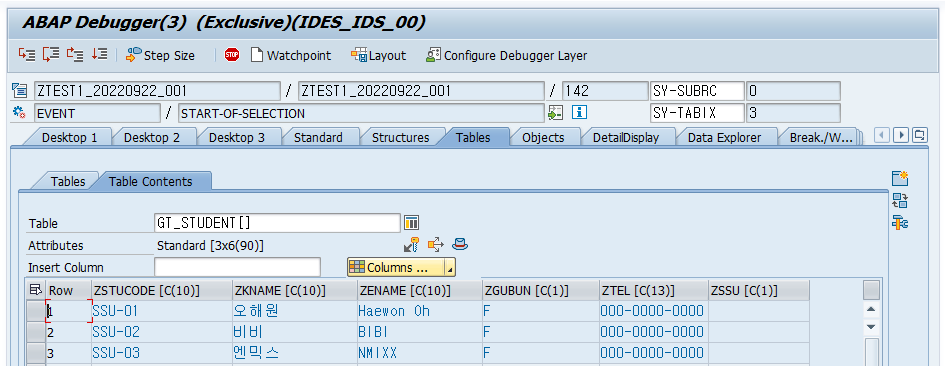 ABAP Debugger(3) (Exclusive)(IDES_IDS_00)
Step Size STOP Watchpoint Layout Configure Debugger Layer
ZTEST1_20220922_001 / ZTEST1_20220922_001 / 142 SY-SUBRC 0
EVENT / START-OF-SELECTION SY-TABIX 3
Desktop 1 Desktop 2 Desktop 3 Standard Structures Tables Objects DetailDisplay Data Explorer Break./W...
Tables Table Contents
Table GT_STUDENT[]
Attributes Standard [3x6(90)]
Insert Column Columns ...
Row ZSTUCODE [C(10)] ZKNAME [C(10)] ZENAME [C(10)] ZGUBUN [C(1)] ZTEL [C(13)] ZSSU [C(1)]
1 SSU-01 오해원 Haewon Oh F 000-0000-0000
2 SSU-02 비비 BIBI F 000-0000-0000
3 SSU-03 엔믹스 NMIXX F 000-0000-0000